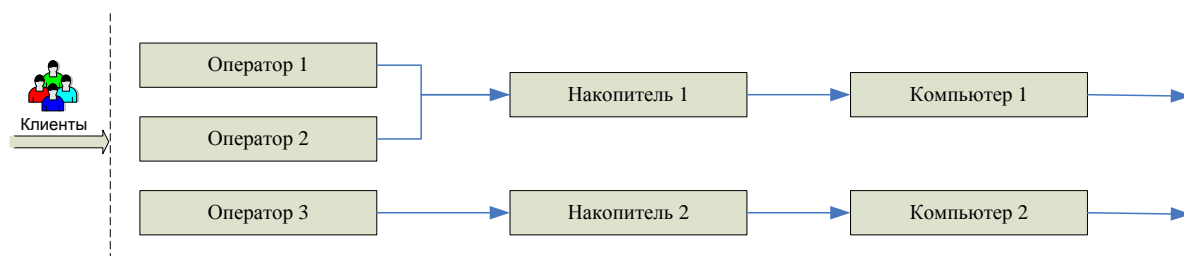 Оператор 1
Накопитель 1
Компьютер 1
Клиенты
Оператор 2
Оператор 3
Накопитель 2
Компьютер 2